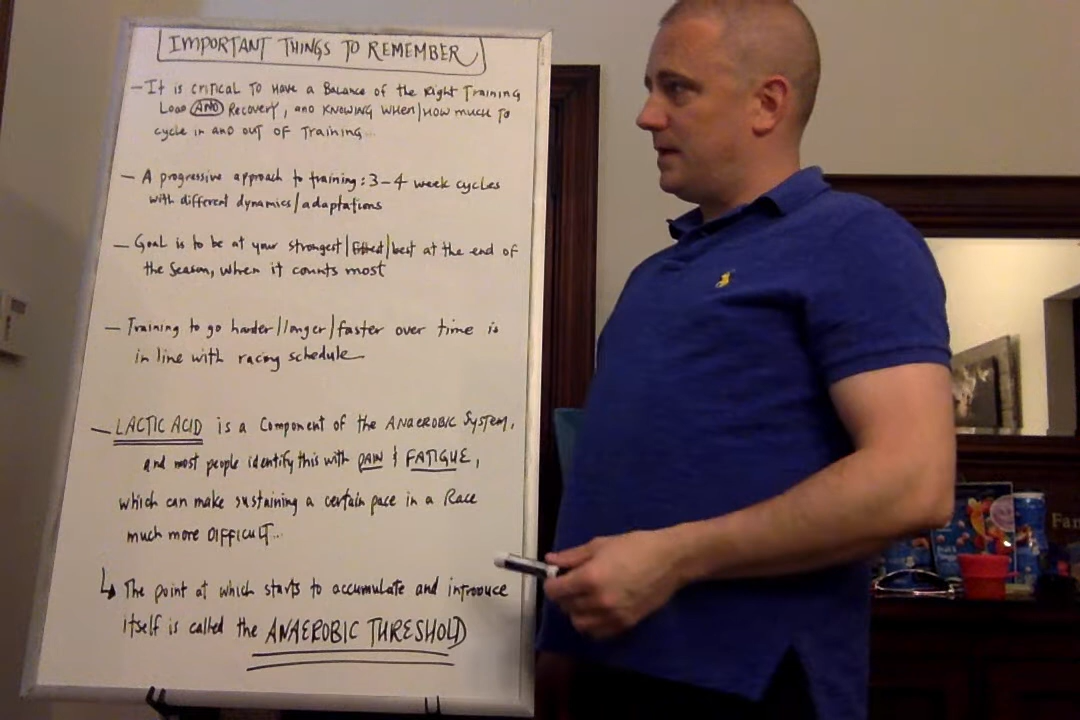 IMPORTANT THINGS TO REMEMBER
- It is critical to have a Balance of the Right Training
Load AND Recovery, and knowing when/how much to
cycle in and out of training...
- A progressive approach to training: 3-4 week cycles
with different dynamics/adaptations
- Goal is to be at your strongest/fittest/best at the end of
the season, when it counts most
- Training to go harder/longer/faster over time is
in line with racing schedule
- LACTIC ACID is a component of the ANAEROBIC System,
and most people identify this with PAIN & FATIGUE,
which can make sustaining a certain pace in a Race
much more DIFFICULT...
↳ The point at which starts to accumulate and introduce
itself is called the ANAEROBIC THRESHOLD
Fam